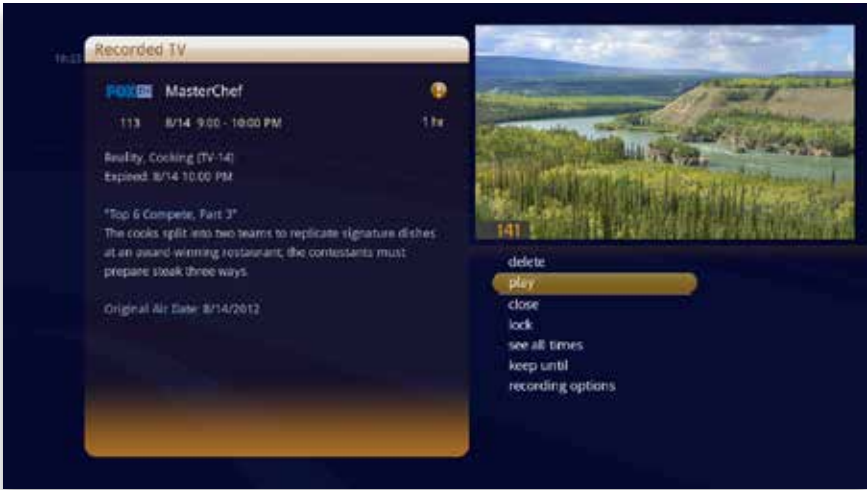 Recorded TV
FOX MasterChef
113 8/14 9:00 - 10:00 PM 1 hr
Reality, Cooking (TV-14)
Expired: 8/14 10:00 PM
"Top 6 Compete, Part 3"
The cooks split into two teams to replicate signature dishes
at an award-winning restaurant; the contestants must
prepare steak three ways.
Original Air Date: 8/14/2012
141
delete
play
close
lock
see all times
keep until
recording options